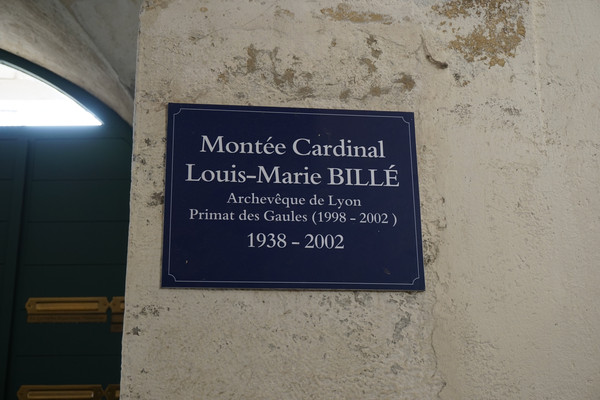 Montée Cardinal
Louis-Marie BILLÉ
Archevêque de Lyon
Primat des Gaules (1998 - 2002 )
1938 - 2002